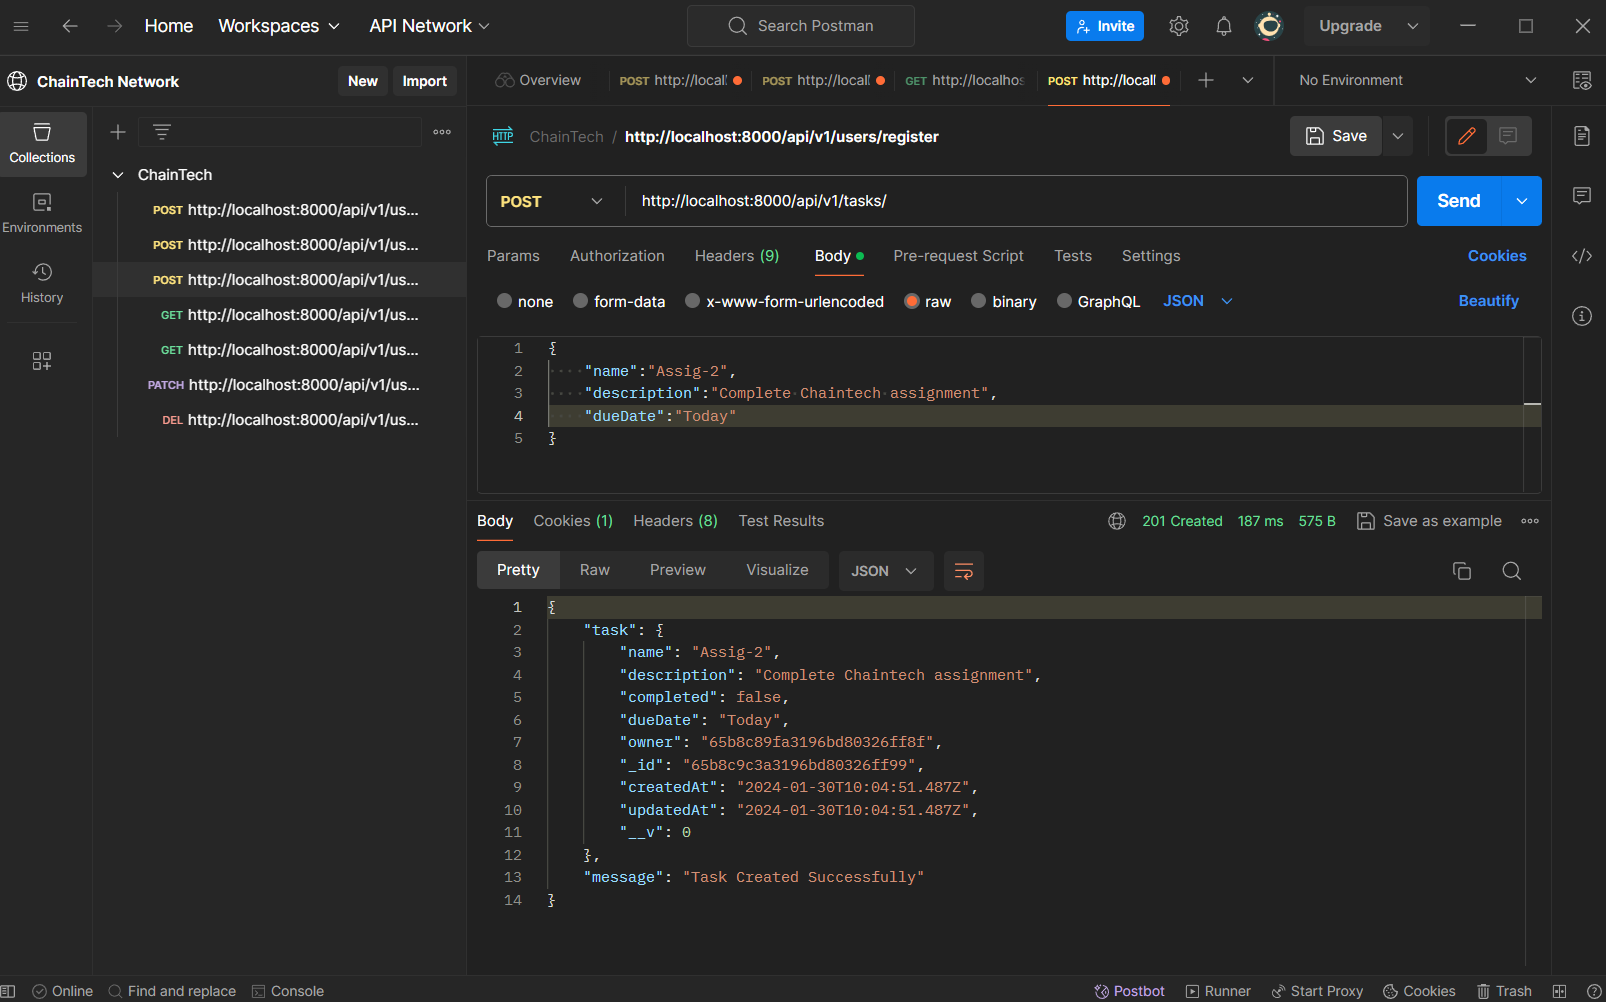 Home Workspaces API Network Search Postman Invite Upgrade
ChainTech Network New Import Overview POST http://locall POST http://locall GET http://localhos POST http://locall No Environment
Collections
Environments
History
ChainTech
POST http://localhost:8000/api/v1/us...
POST http://localhost:8000/api/v1/us...
POST http://localhost:8000/api/v1/us...
GET http://localhost:8000/api/v1/us...
GET http://localhost:8000/api/v1/us...
PATCH http://localhost:8000/api/v1/us...
DEL http://localhost:8000/api/v1/us...
HTTP ChainTech / http://localhost:8000/api/v1/users/register Save
POST http://localhost:8000/api/v1/tasks/ Send
Params Authorization Headers (9) Body Pre-request Script Tests Settings Cookies
none form-data x-www-form-urlencoded raw binary GraphQL JSON Beautify
1 {
2 "name":"Assig-2",
3 "description":"Complete Chaintech assignment",
4 "dueDate":"Today"
5 }
Body Cookies (1) Headers (8) Test Results 201 Created 187 ms 575 B Save as example
Pretty Raw Preview Visualize JSON
1 {
2 "task": {
3 "name": "Assig-2",
4 "description": "Complete Chaintech assignment",
5 "completed": false,
6 "dueDate": "Today",
7 "owner": "65b8c89fa3196bd80326ff8f",
8 "_id": "65b8c9c3a3196bd80326ff99",
9 "createdAt": "2024-01-30T10:04:51.487Z",
10 "updatedAt": "2024-01-30T10:04:51.487Z",
11 "__v": 0
12 },
13 "message": "Task Created Successfully"
14 }
Online Find and replace Console Postbot Runner Start Proxy Cookies Trash